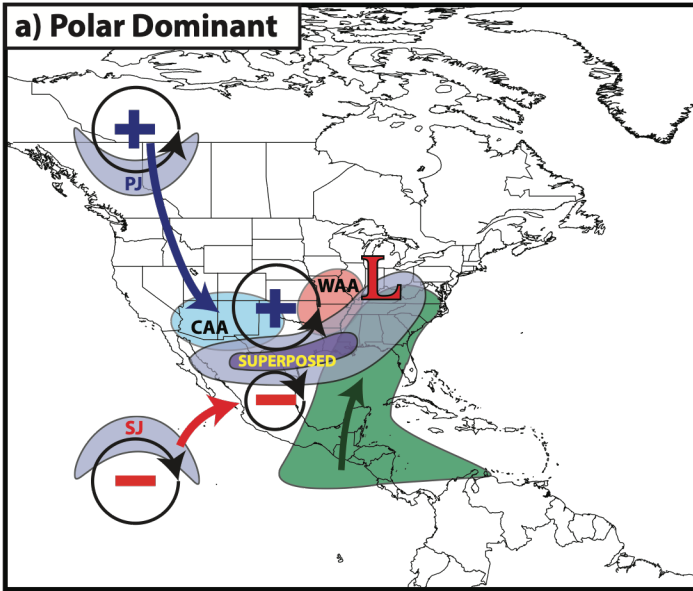 a) Polar Dominant
PJ
WAA
L
CAA
SUPERPOSED
SJ